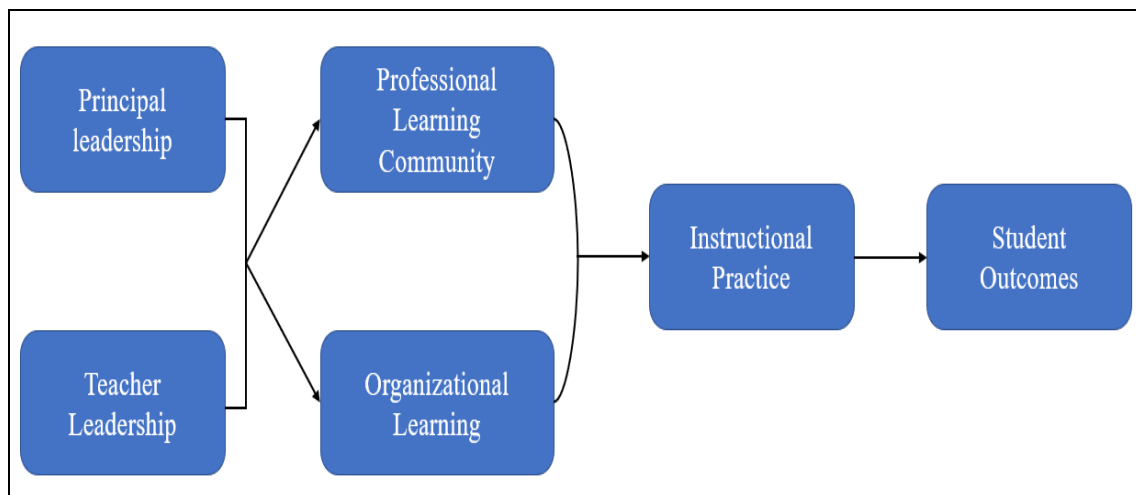 Principal
leadership
Professional
Learning
Community
Teacher
Leadership
Organizational
Learning
Instructional
Practice
Student
Outcomes